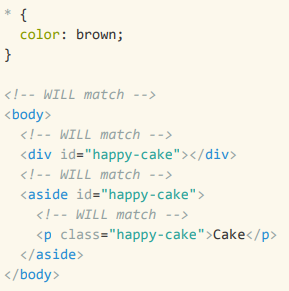 * {
  color: brown;
}

<!-- WILL match -->
<body>
  <!-- WILL match -->
  <div id="happy-cake"></div>
  <!-- WILL match -->
  <aside id="happy-cake">
    <!-- WILL match -->
    <p class="happy-cake">Cake</p>
  </aside>
</body>